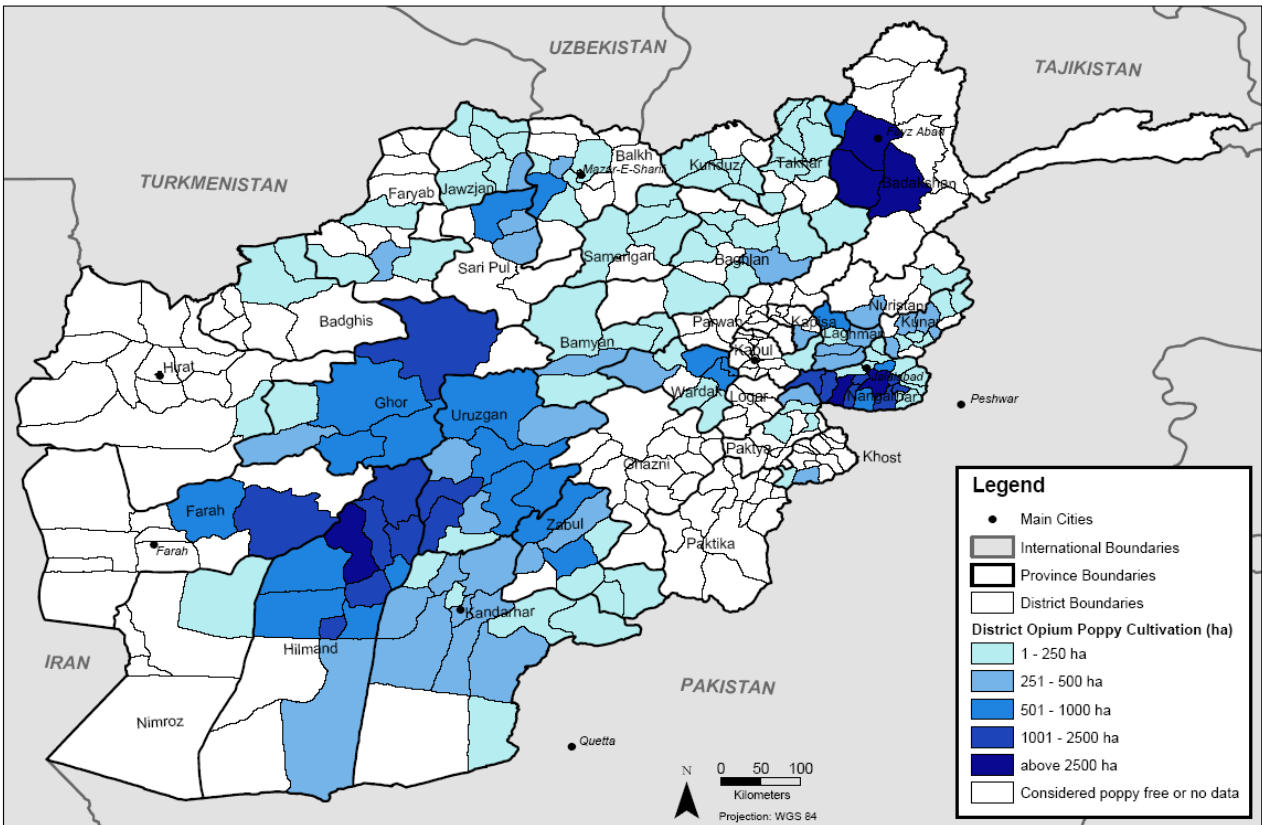 UZBEKISTAN
TAJIKISTAN
TURKMENISTAN
Fayz Abad
Balkh
Mazar-E-Sharif
Kunduz
Takhar
Badakshan
Faryab
Jawzjan
Sari Pul
Samangan
Baghlan
Badghis
Bamyan
Parwan
Kapisa
Nuristan
Kunar
Laghman
Kabul
Jalalabad
Hirat
Ghor
Uruzgan
Wardak
Logar
Nangarhar
Peshwar
Ghazni
Paktya
Khost
Farah
Farah
Zabul
Paktika
Kandarhar
Hilmand
IRAN
Nimroz
PAKISTAN
Quetta
N
0 50 100
Kilometers
Projection: WGS 84
Legend
Main Cities
International Boundaries
Province Boundaries
District Boundaries
District Opium Poppy Cultivation (ha)
1 - 250 ha
251 - 500 ha
501 - 1000 ha
1001 - 2500 ha
above 2500 ha
Considered poppy free or no data